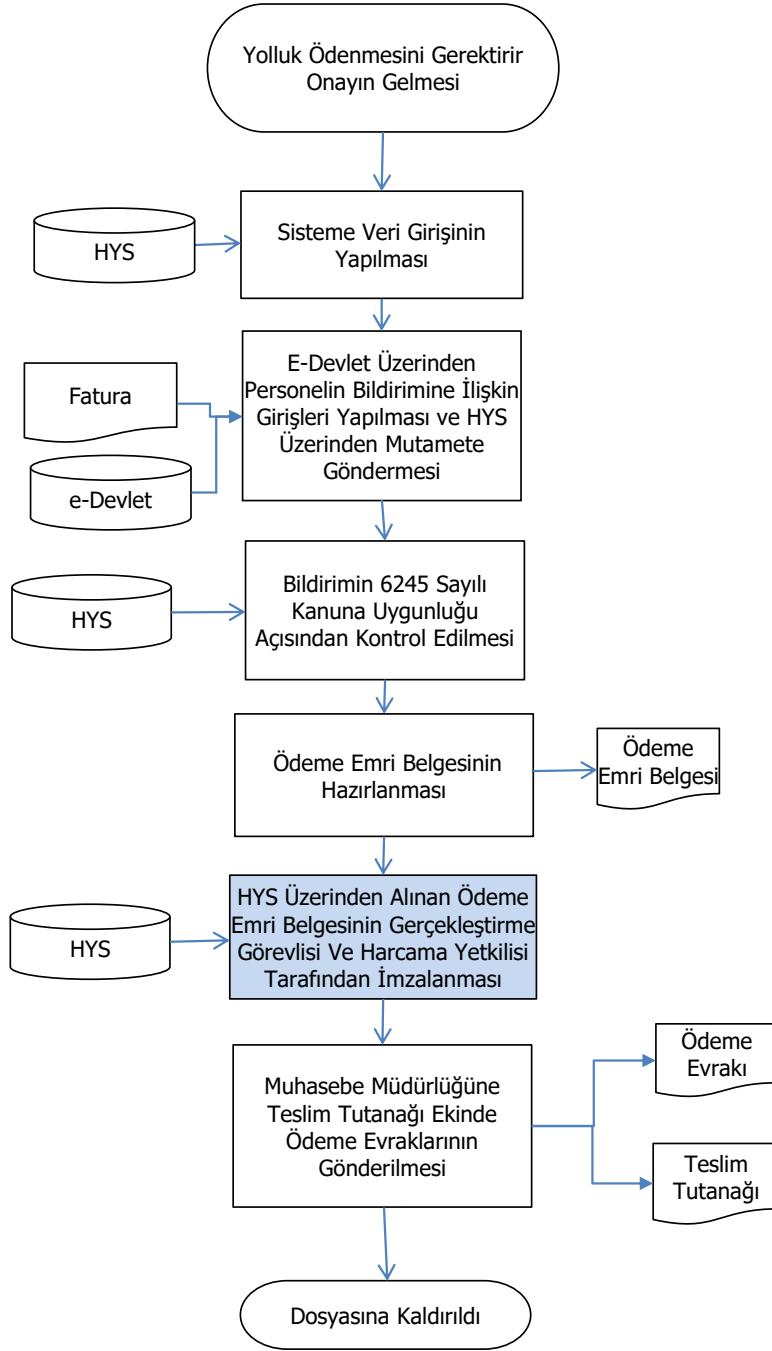 Yolluk Ödenmesini Gerektirir
Onayın Gelmesi
HYS
Sisteme Veri Girişinin
Yapılması
Fatura
e-Devlet
E-Devlet Üzerinden
Personelin Bildirimine İlişkin
Girişleri Yapılması ve HYS
Üzerinden Mutamete
Göndermesi
HYS
Bildirimin 6245 Sayılı
Kanuna Uygunluğu
Açısından Kontrol Edilmesi
Ödeme Emri Belgesinin
Hazırlanması
Ödeme
Emri Belgesi
HYS
HYS Üzerinden Alınan Ödeme
Emri Belgesinin Gerçekleştirme
Görevlisi Ve Harcama Yetkilisi
Tarafından İmzalanması
Muhasebe Müdürlüğüne
Teslim Tutanağı Ekinde
Ödeme Evraklarının
Gönderilmesi
Ödeme
Evrakı
Teslim
Tutanağı
Dosyasına Kaldırıldı